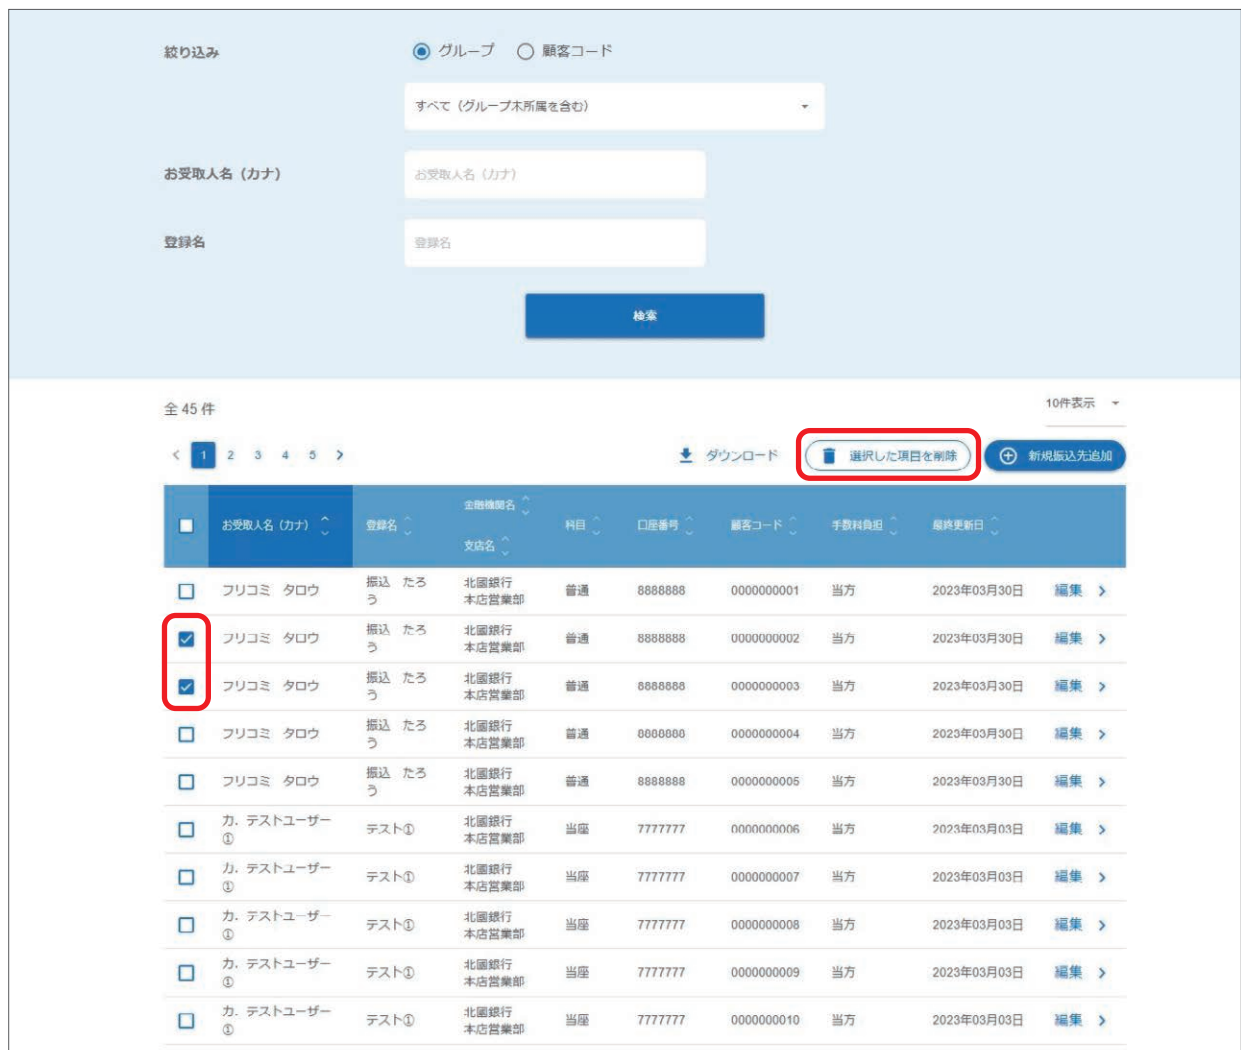 絞り込み
グループ 顧客コード
すべて（グループ未所属を含む）
お受取人名（カナ） お受取人名（カナ）
登録名 登録名
検索
全 45 件 10件表示
< 1 2 3 4 5 > ダウンロード 選択した項目を削除 新規振込先追加
お受取人名（カナ） 登録名 金融機関名 支店名 科目 口座番号 顧客コード 手数料負担 最終更新日
フリコミ　タロウ 振込　たろう 北國銀行 本店営業部 普通 8888888 0000000001 当方 2023年03月30日 編集 >
フリコミ　タロウ 振込　たろう 北國銀行 本店営業部 普通 8888888 0000000002 当方 2023年03月30日 編集 >
フリコミ　タロウ 振込　たろう 北國銀行 本店営業部 普通 8888888 0000000003 当方 2023年03月30日 編集 >
フリコミ　タロウ 振込　たろう 北國銀行 本店営業部 普通 8888888 0000000004 当方 2023年03月30日 編集 >
フリコミ　タロウ 振込　たろう 北國銀行 本店営業部 普通 8888888 0000000005 当方 2023年03月30日 編集 >
カ．テストユーザー① テスト① 北國銀行 本店営業部 当座 7777777 0000000006 当方 2023年03月03日 編集 >
カ．テストユーザー① テスト① 北國銀行 本店営業部 当座 7777777 0000000007 当方 2023年03月03日 編集 >
カ．テストユーザー① テスト① 北國銀行 本店営業部 当座 7777777 0000000008 当方 2023年03月03日 編集 >
カ．テストユーザー① テスト① 北國銀行 本店営業部 当座 7777777 0000000009 当方 2023年03月03日 編集 >
カ．テストユーザー① テスト① 北國銀行 本店営業部 当座 7777777 0000000010 当方 2023年03月03日 編集 >